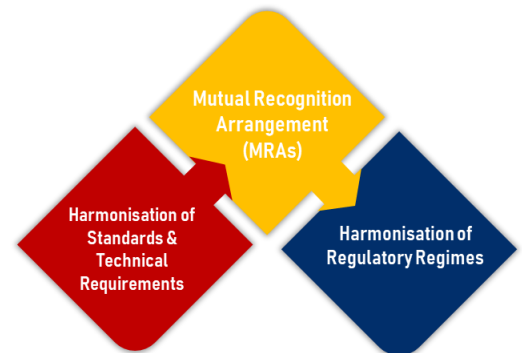 Mutual Recognition
Arrangement
(MRAs)
Harmonisation of
Standards &
Technical
Requirements
Harmonisation of
Regulatory Regimes